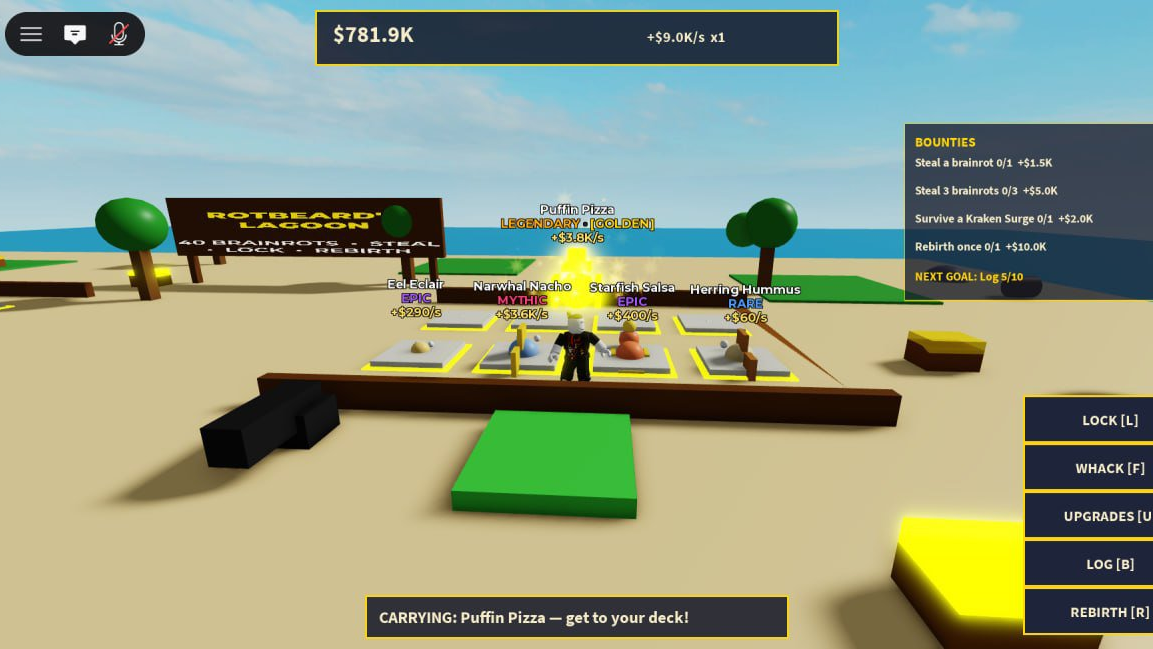 $781.9K
+$9.0K/s x1
BOUNTIES
Steal a brainrot 0/1 +$1.5K
Steal 3 brainrots 0/3 +$5.0K
Survive a Kraken Surge 0/1 +$2.0K
Rebirth once 0/1 +$10.0K
NEXT GOAL: Log 5/10
ROTBEARD'
LAGOON
40 BRAINROTS • STEAL
LOCK • REBIRTH
Puffin Pizza
LEGENDARY • [GOLDEN]
+$3.8K/s
Eel Eclair
EPIC
+$290/s
Narwhal Nacho
MYTHIC
+$3.6K/s
Starfish Salsa
EPIC
+$400/s
Herring Hummus
RARE
+$60/s
LOCK [L]
WHACK [F]
UPGRADES [U
LOG [B]
REBIRTH [R]
CARRYING: Puffin Pizza — get to your deck!